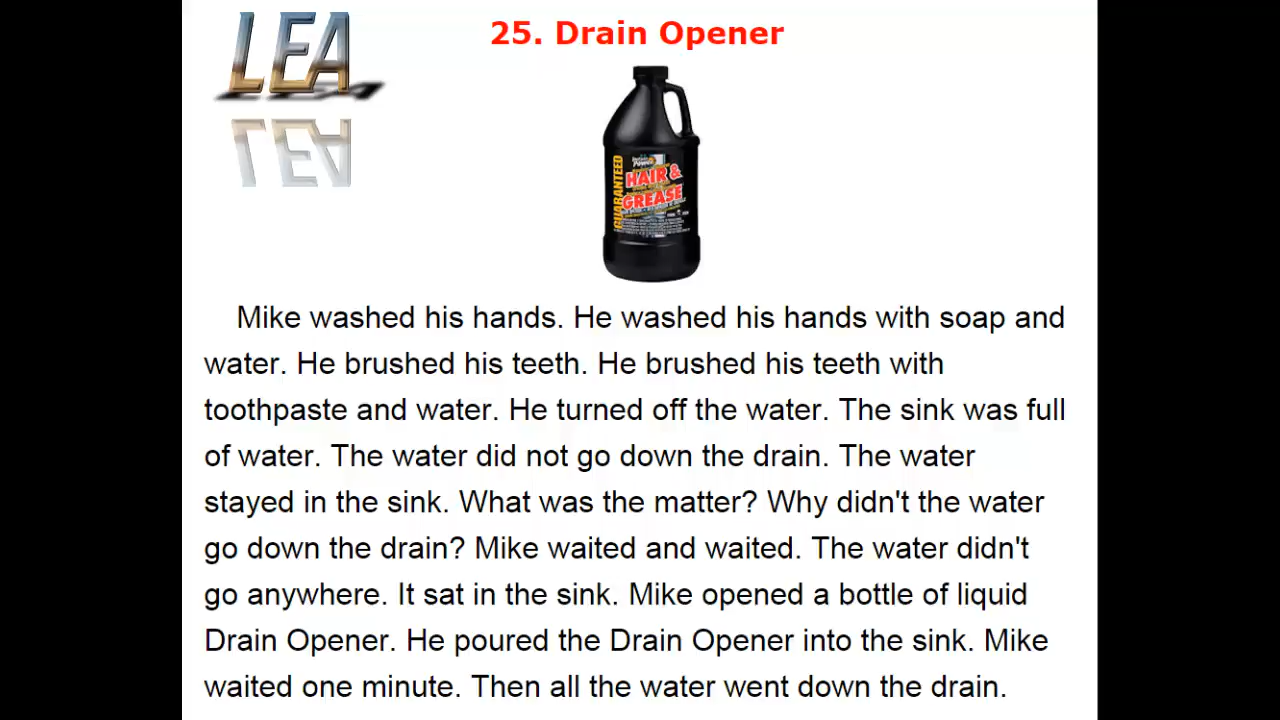 LEA
25. Drain Opener
GUARANTEED
HAIR &
GREASE
Mike washed his hands. He washed his hands with soap and
water. He brushed his teeth. He brushed his teeth with
toothpaste and water. He turned off the water. The sink was full
of water. The water did not go down the drain. The water
stayed in the sink. What was the matter? Why didn't the water
go down the drain? Mike waited and waited. The water didn't
go anywhere. It sat in the sink. Mike opened a bottle of liquid
Drain Opener. He poured the Drain Opener into the sink. Mike
waited one minute. Then all the water went down the drain.